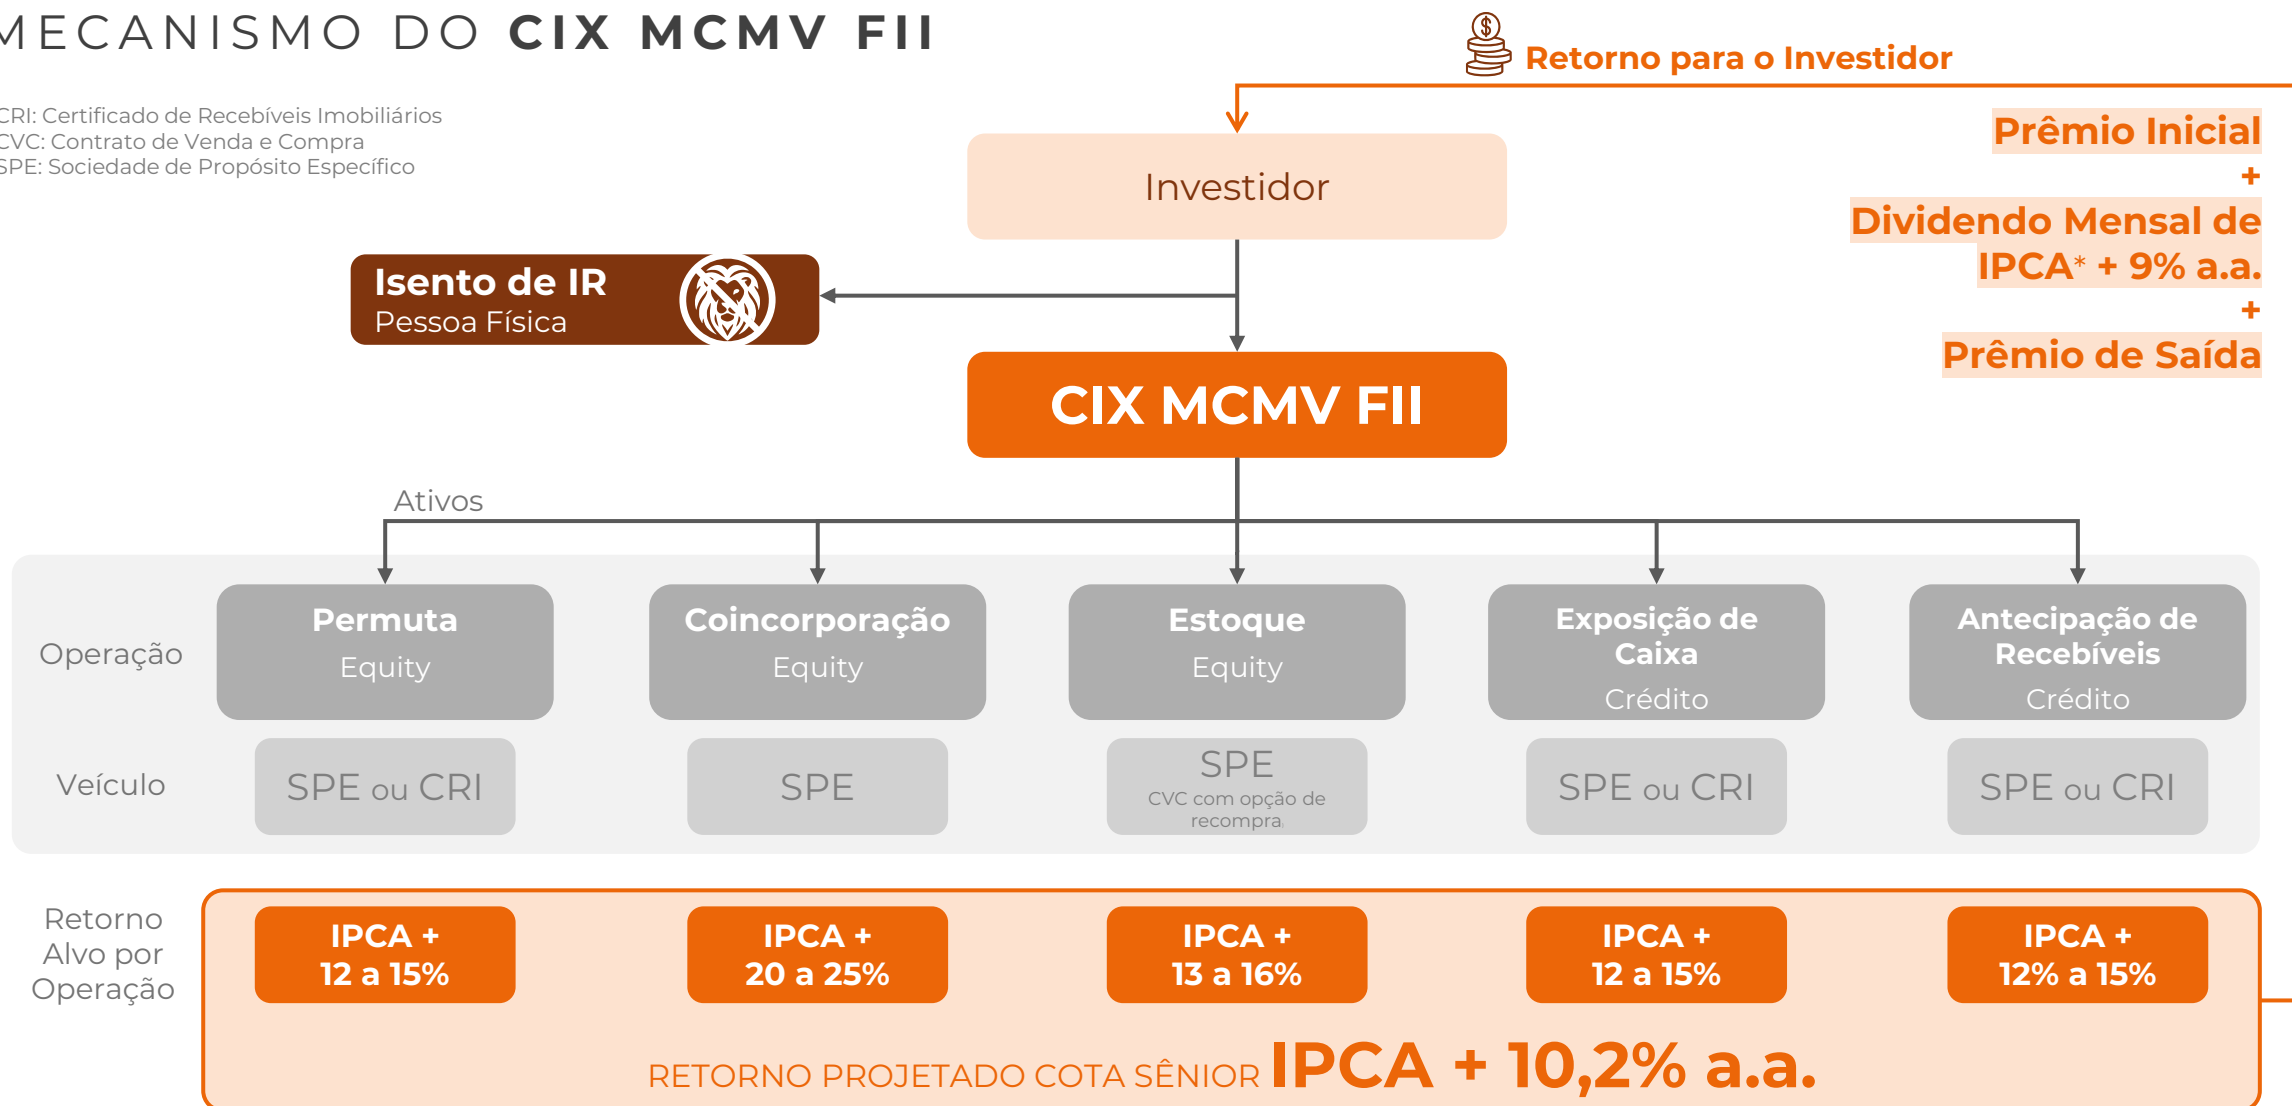 MECANISMO DO CIX MCMV FII
CRI: Certificado de Recebíveis Imobiliários
CVC: Contrato de Venda e Compra
SPE: Sociedade de Propósito Específico
Retorno para o Investidor
Prêmio Inicial
+
Dividendo Mensal de
IPCA* + 9% a.a.
+
Prêmio de Saída
Investidor
Isento de IR
Pessoa Física
CIX MCMV FII
Ativos
Operação
Permuta
Equity
Coincorporação
Equity
Estoque
Equity
Exposição de
Caixa
Crédito
Antecipação de
Recebíveis
Crédito
Veículo
SPE ou CRI
SPE
SPE
CVC com opção de
recompra
SPE ou CRI
SPE ou CRI
Retorno
Alvo por
Operação
IPCA +
12 a 15%
IPCA +
20 a 25%
IPCA +
13 a 16%
IPCA +
12 a 15%
IPCA +
12% a 15%
RETORNO PROJETADO COTA SÊNIOR IPCA + 10,2% a.a.